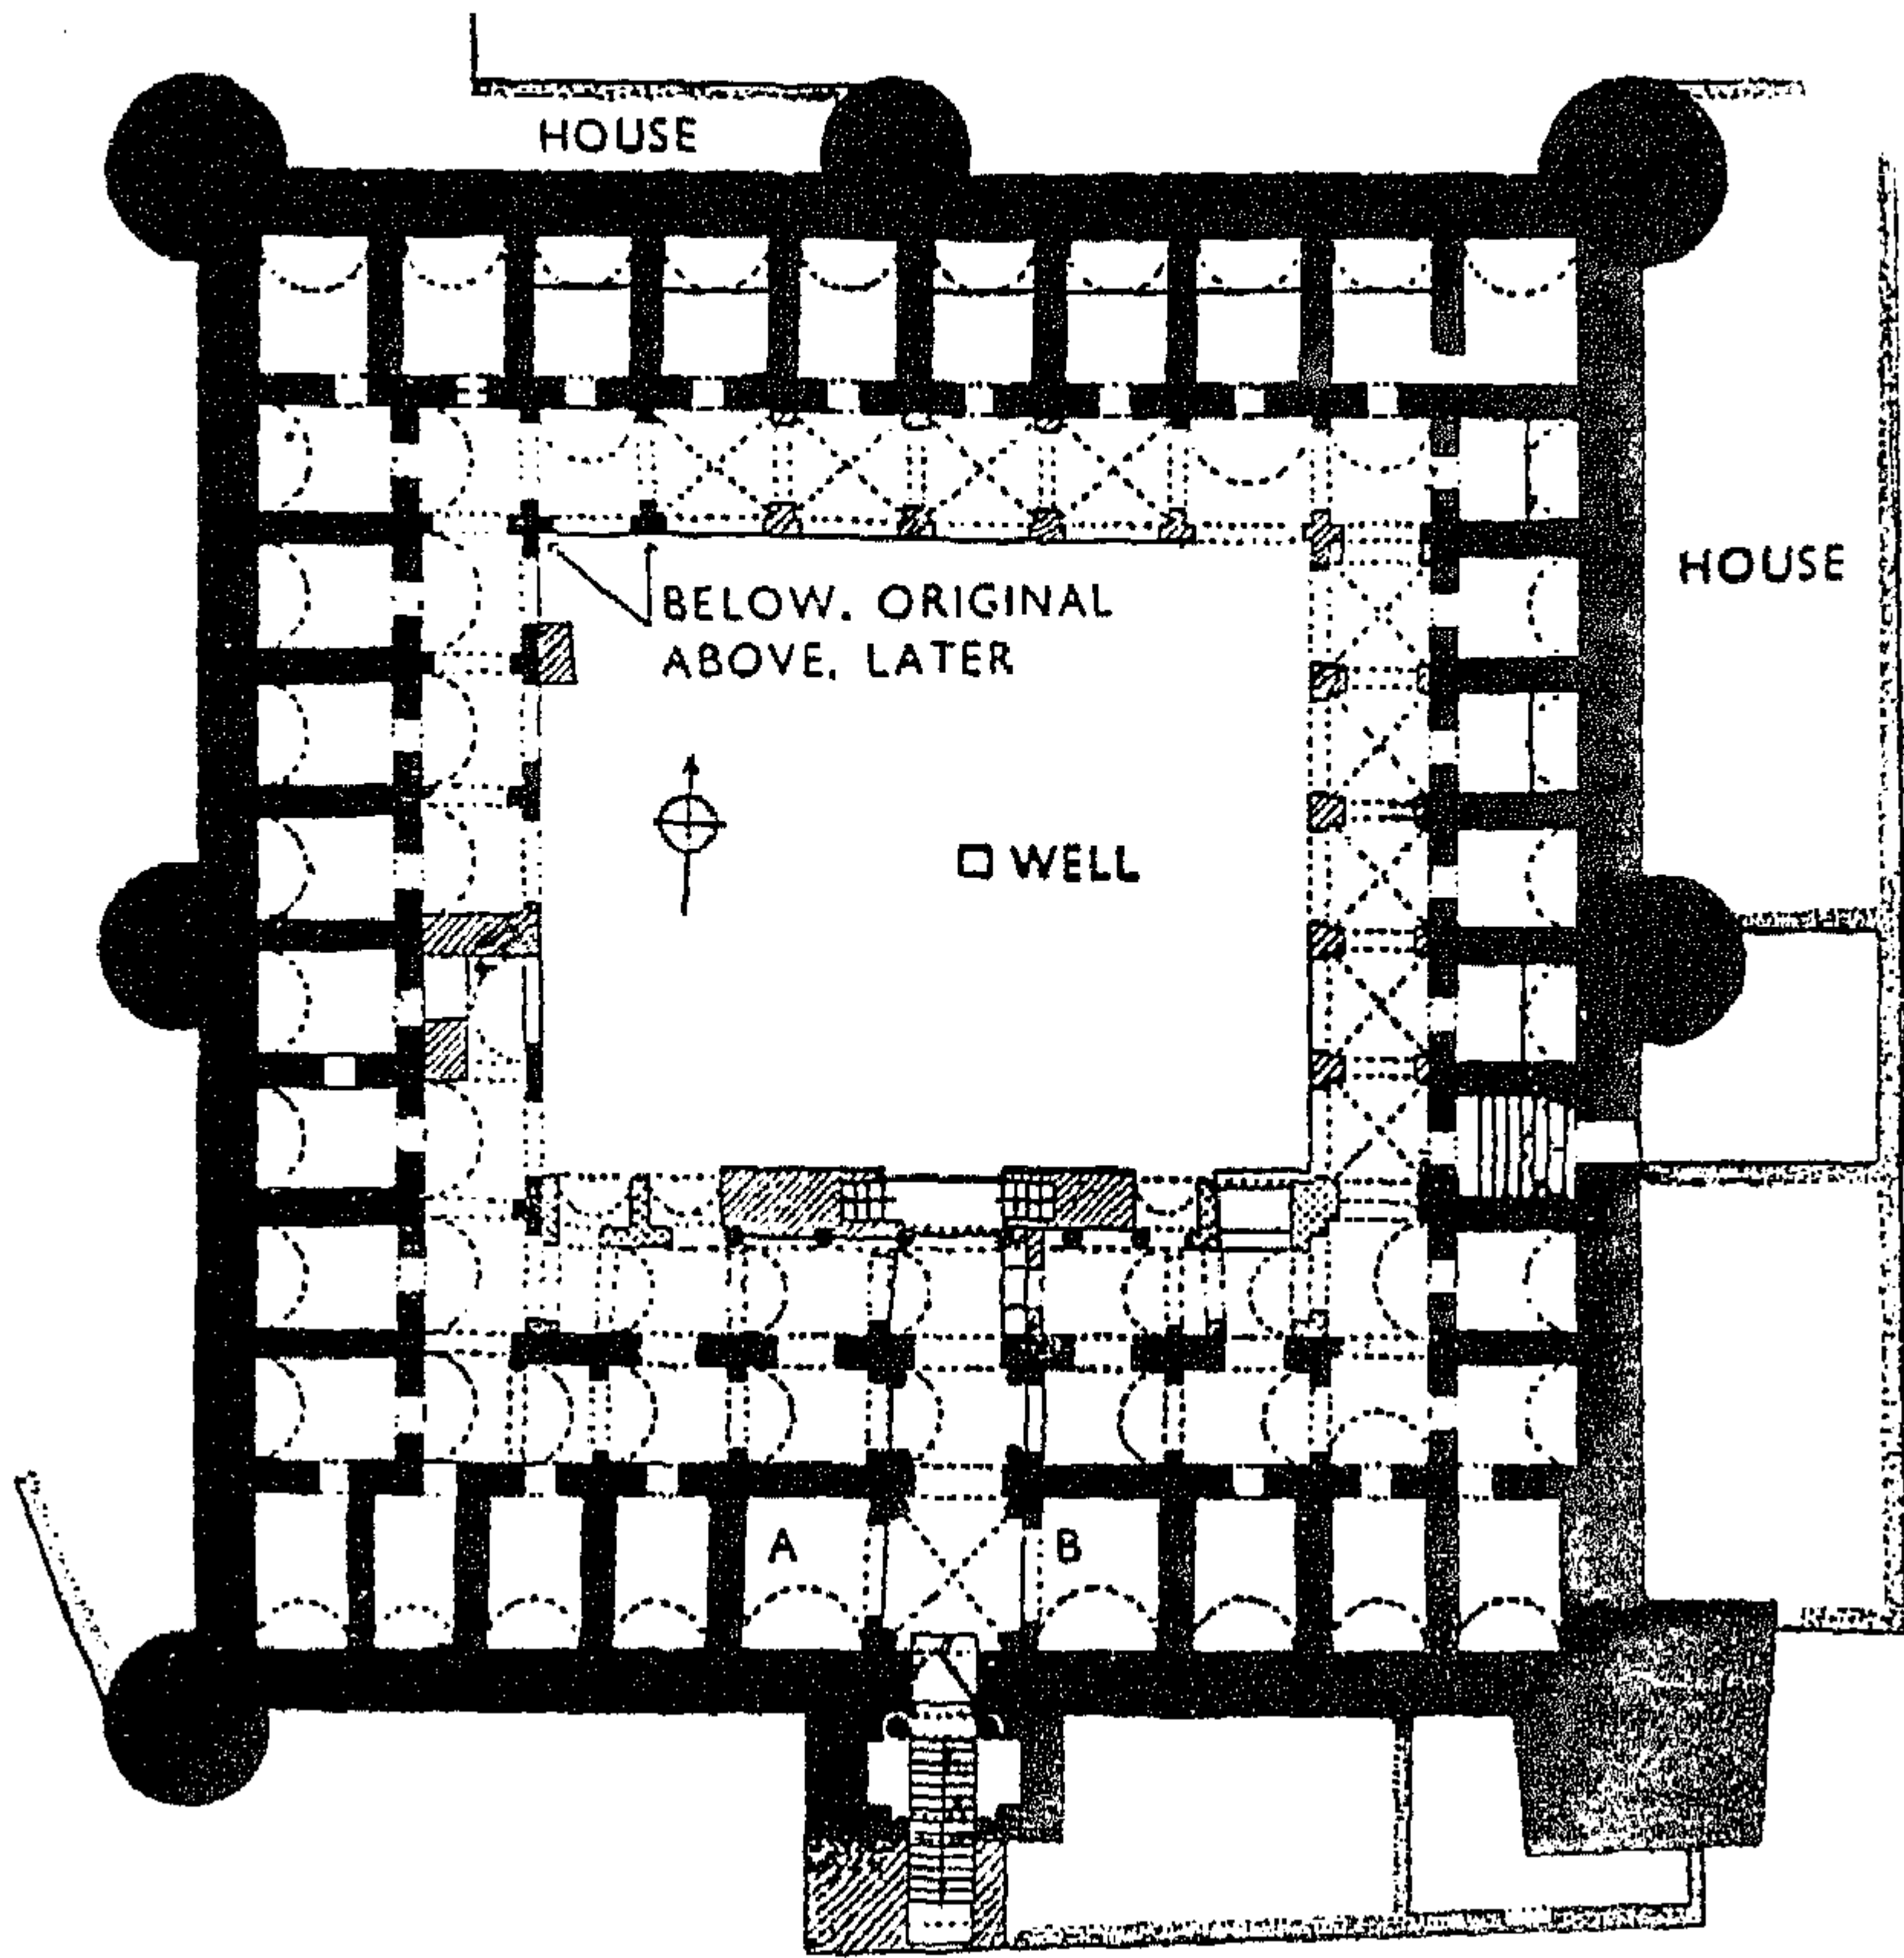 HOUSE
BELOW. ORIGINAL
ABOVE. LATER
HOUSE
WELL
A
B